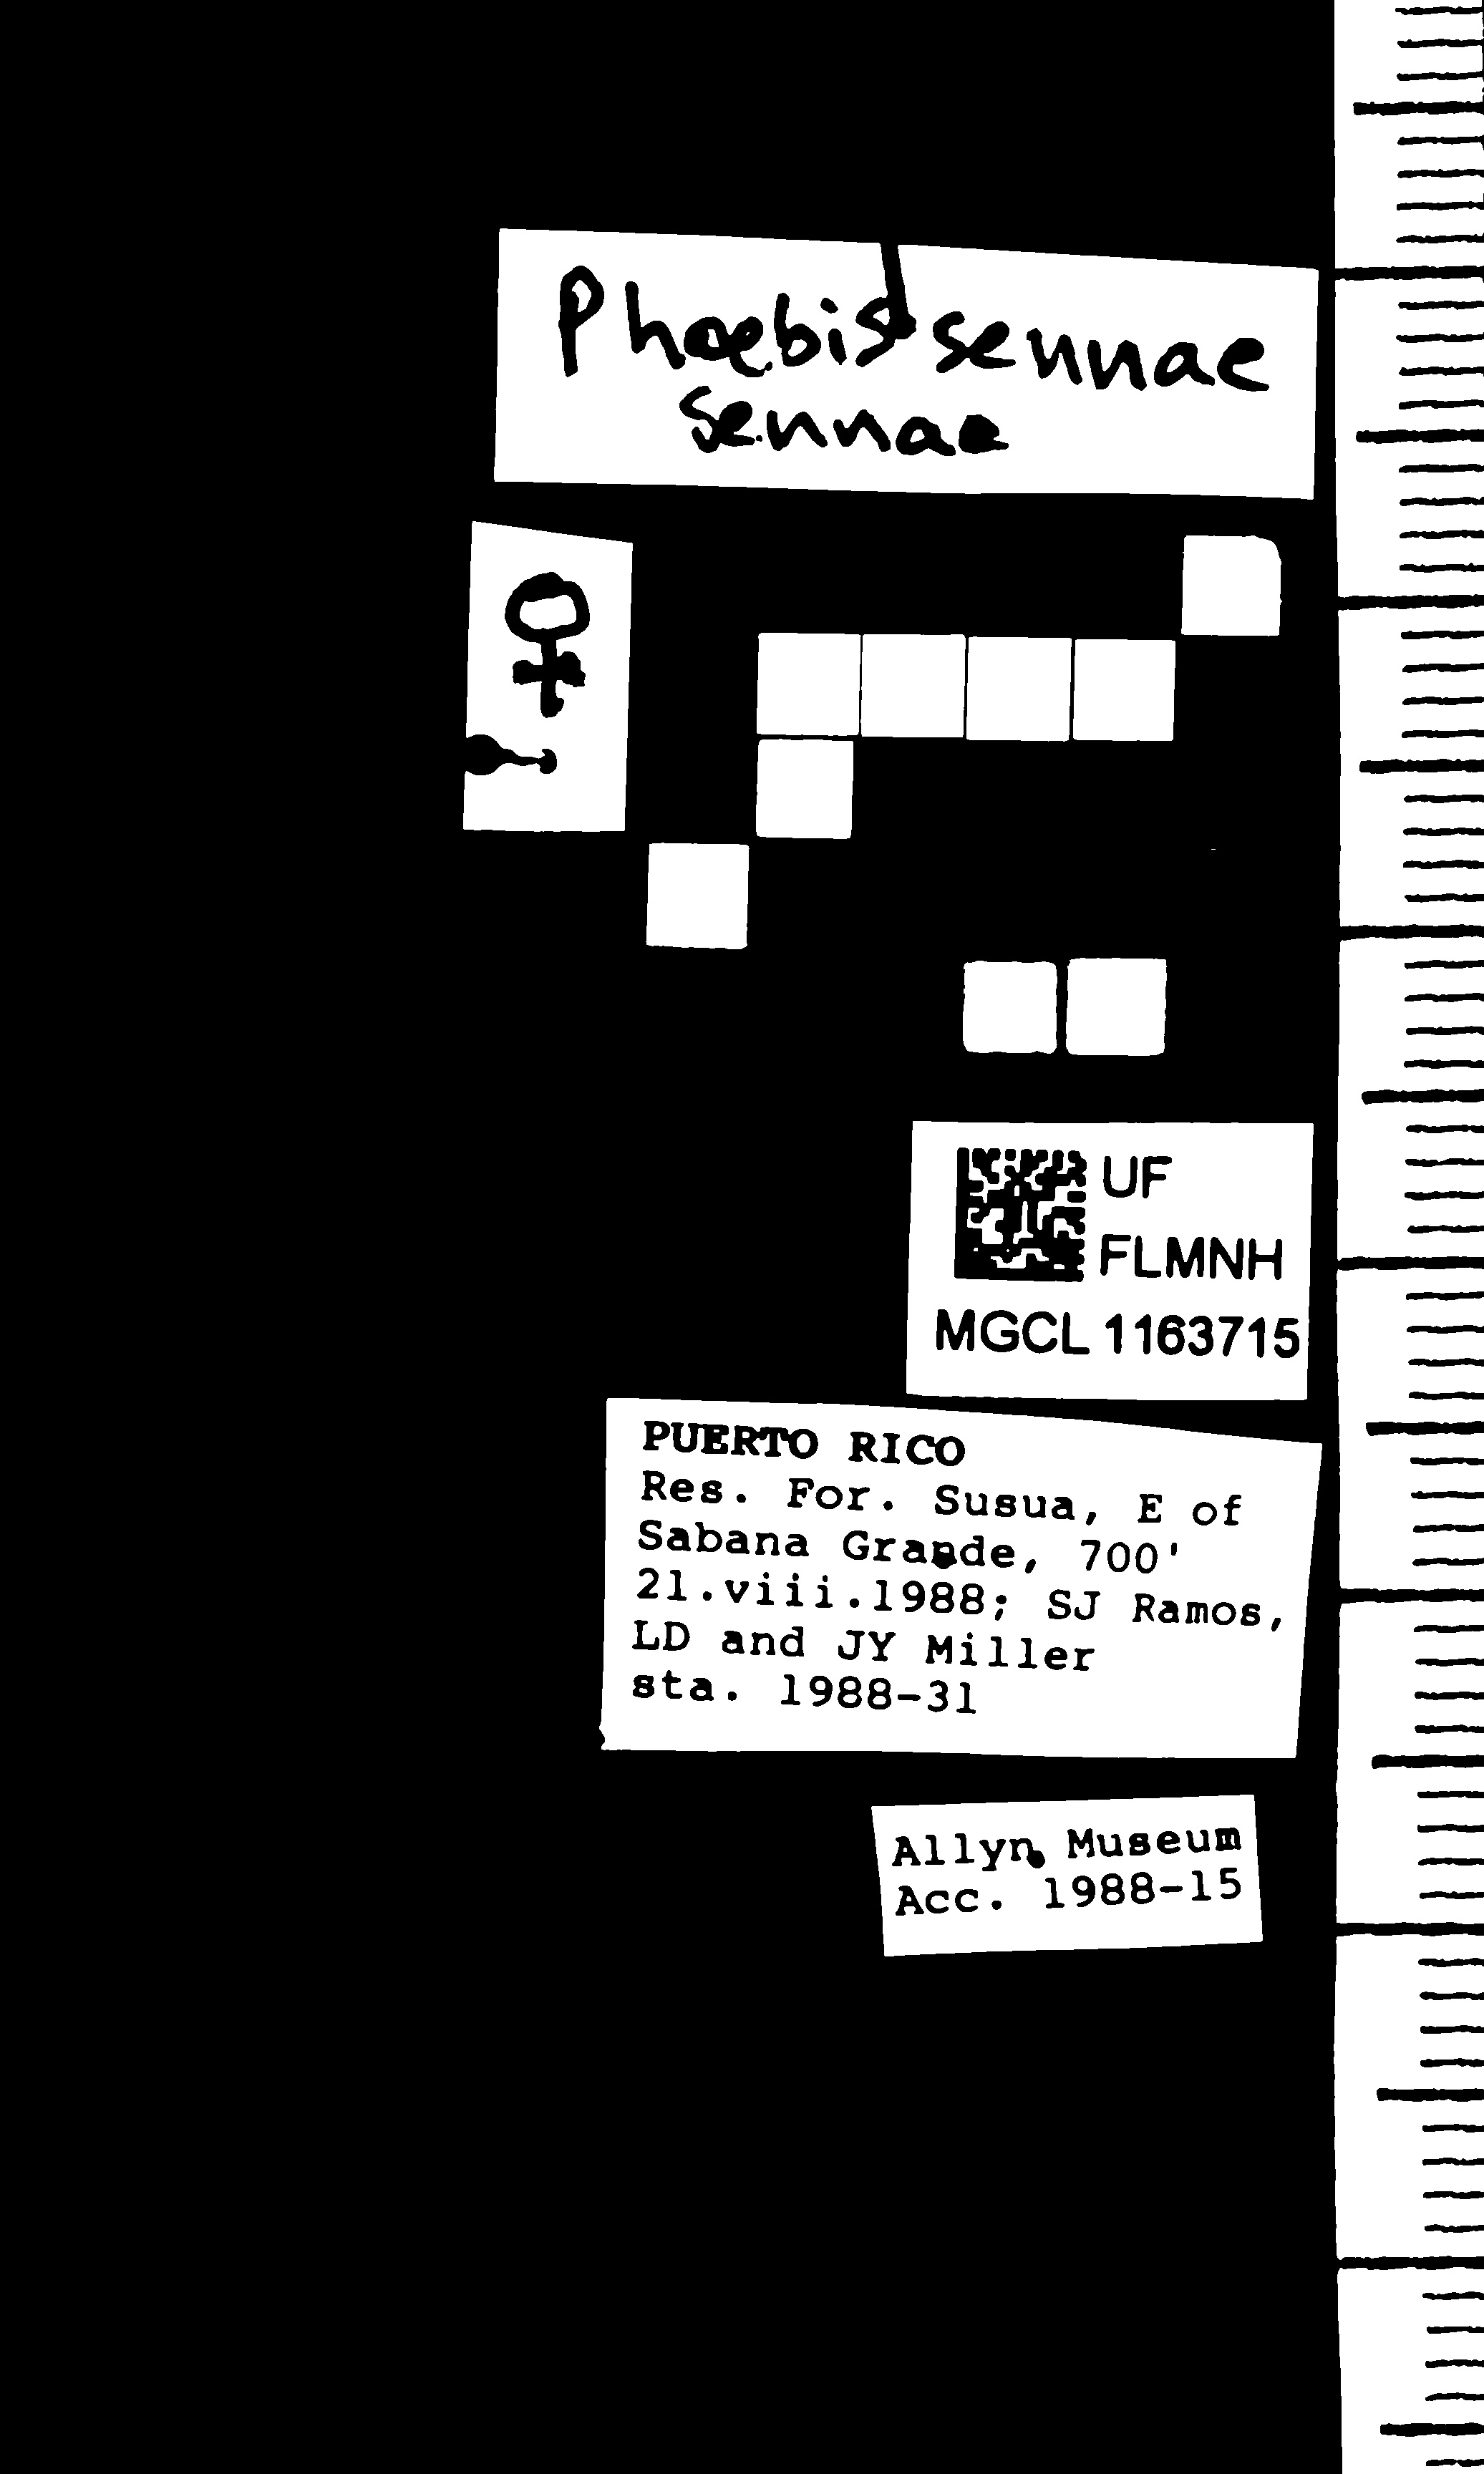 Phoebis sennae
sennae
♀
UF
FLMNH
MGCL 1163715
PUERTO RICO
Res. For. Susua, E of
Sabana Grande, 700'
21.viii.1988; SJ Ramos,
LD and JY Miller
sta. 1988-31
Allyn Museum
Acc. 1988-15